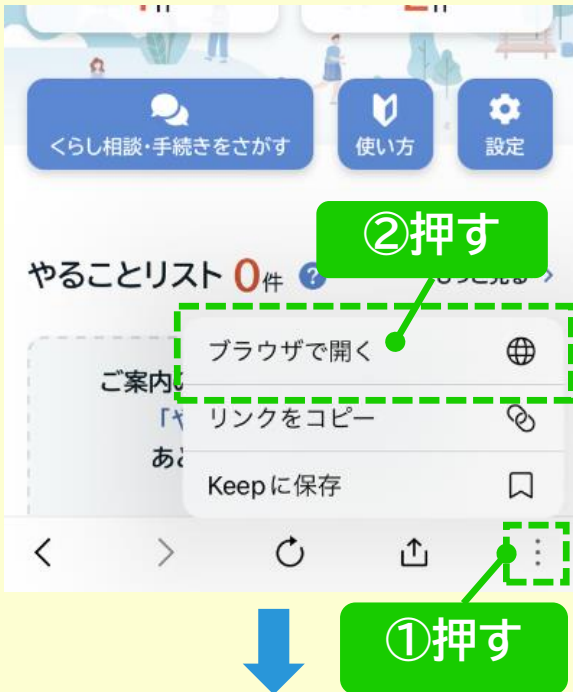 くらし相談・手続きをさがす
使い方
設定
②押す
やることリスト 0件 ?
ブラウザで開く
ご案内
リンクをコピー
Keepに保存
①押す